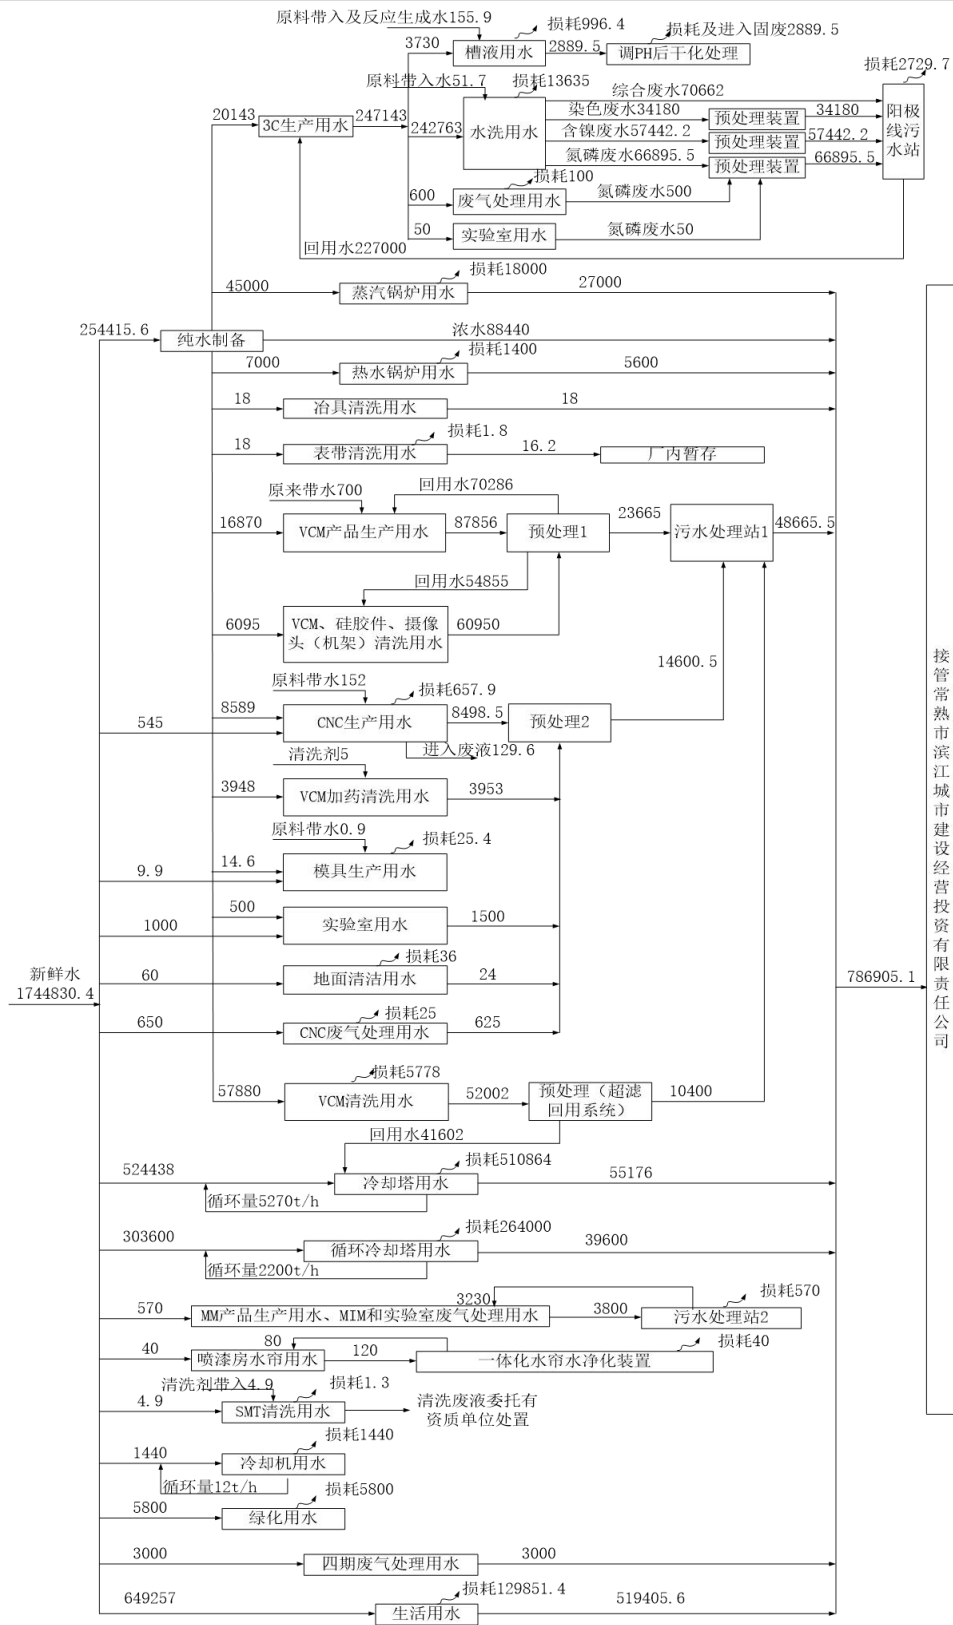 原料带入及反应生成水155.9
损耗996.4
损耗及进入固废2889.5
3730
槽液用水
2889.5
调PH后干化处理
损耗2729.7
原料带入水51.7
损耗13635
综合废水70662
20143
3C生产用水
247143
242763
水洗用水
染色废水34180
预处理装置
34180
含镍废水57442.2
预处理装置
57442.2
氮磷废水66895.5
预处理装置
66895.5
阳极
线污
水站
损耗100
600
废气处理用水
氮磷废水500
50
实验室用水
氮磷废水50
回用水227000
损耗18000
45000
蒸汽锅炉用水
27000
254415.6
纯水制备
浓水88440
损耗1400
7000
热水锅炉用水
5600
18
冶具清洗用水
18
损耗1.8
18
表带清洗用水
16.2
厂内暂存
原来带水700
回用水70286
16870
VCM产品生产用水
87856
预处理1
23665
污水处理站1
48665.5
回用水54855
6095
VCM、硅胶件、摄像
头（机架）清洗用水
60950
14600.5
原料带水152
损耗657.9
8589
545
CNC生产用水
8498.5
预处理2
进入废液129.6
清洗剂5
3948
VCM加药清洗用水
3953
原料带水0.9
损耗25.4
14.6
9.9
模具生产用水
500
1000
实验室用水
1500
损耗36
60
地面清洁用水
24
新鲜水
1744830.4
786905.1
接管常熟市滨江城市建设经营投资有限责任公司
损耗25
650
CNC废气处理用水
625
损耗5778
57880
VCM清洗用水
52002
预处理（超滤
回用系统）
10400
回用水41602
524438
损耗510864
冷却塔用水
55176
循环量5270t/h
303600
损耗264000
循环冷却塔用水
39600
循环量2200t/h
570
3230
MM产品生产用水、MIM和实验室废气处理用水
3800
损耗570
污水处理站2
40
80
喷漆房水帘用水
120
损耗40
一体化水帘水净化装置
清洗剂带入4.9
损耗1.3
4.9
SMT清洗用水
清洗废液委托有
资质单位处置
损耗1440
1440
冷却机用水
循环量12t/h
损耗5800
5800
绿化用水
3000
四期废气处理用水
3000
649257
损耗129851.4
生活用水
519405.6